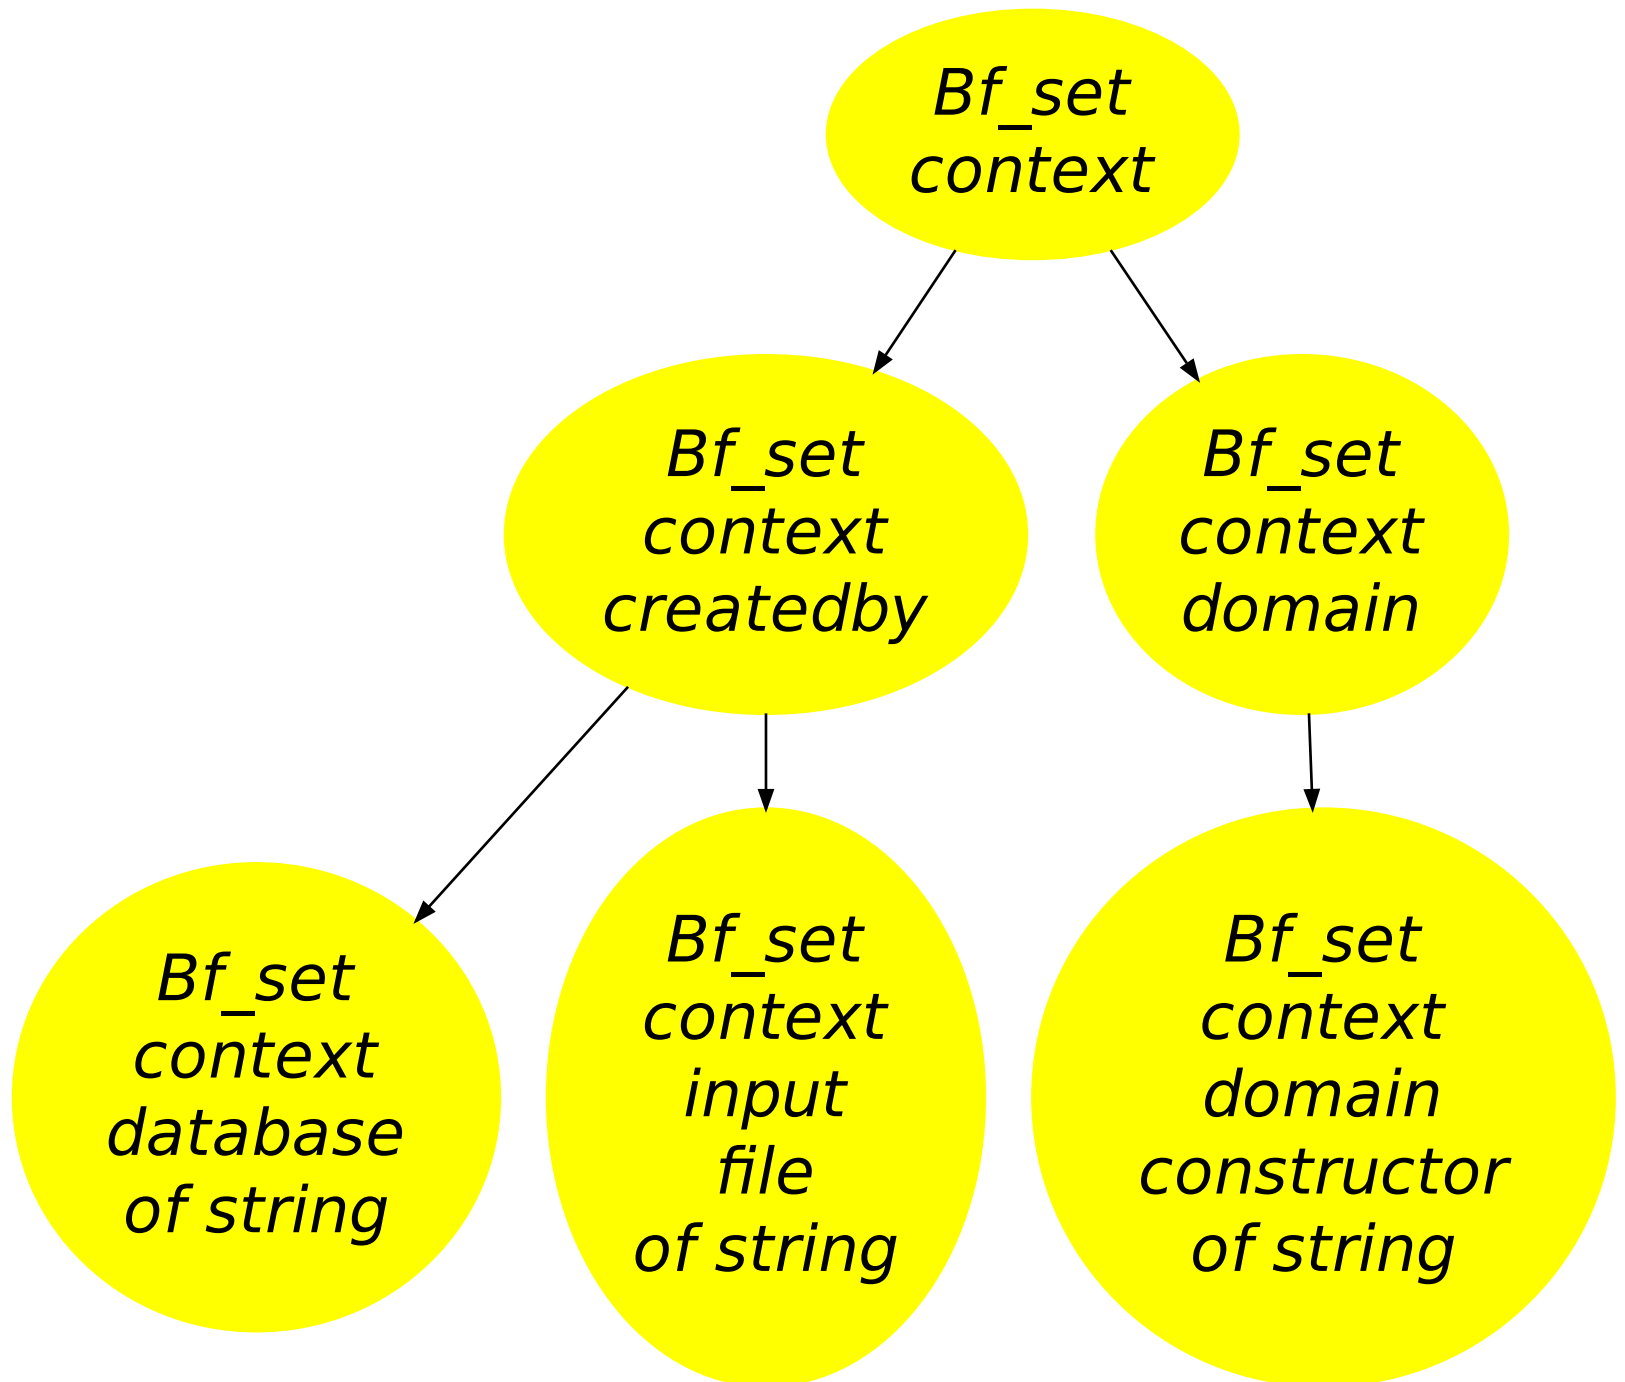 Bf_set
context
Bf_set
context
createdby
Bf_set
context
domain
Bf_set
context
database
of string
Bf_set
context
input
file
of string
Bf_set
context
domain
constructor
of string